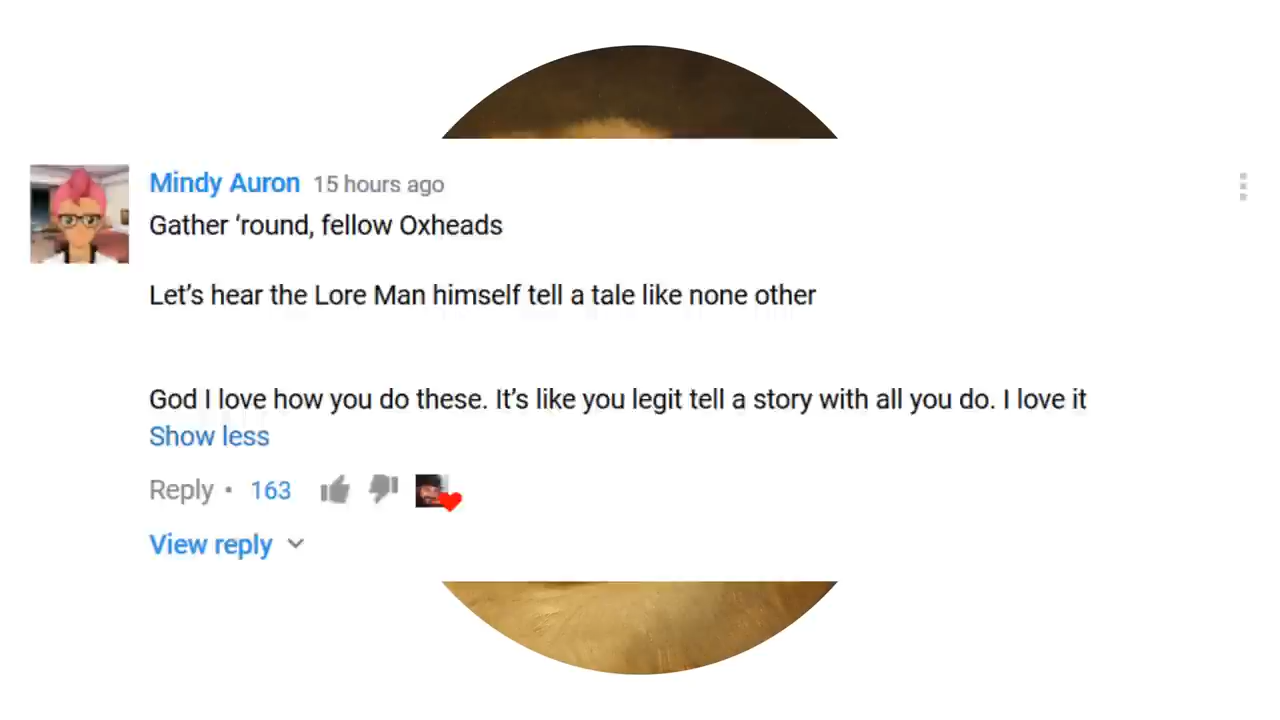 Mindy Auron 15 hours ago
Gather ‘round, fellow Oxheads
Let’s hear the Lore Man himself tell a tale like none other
God I love how you do these. It’s like you legit tell a story with all you do. I love it
Show less
Reply • 163
View reply